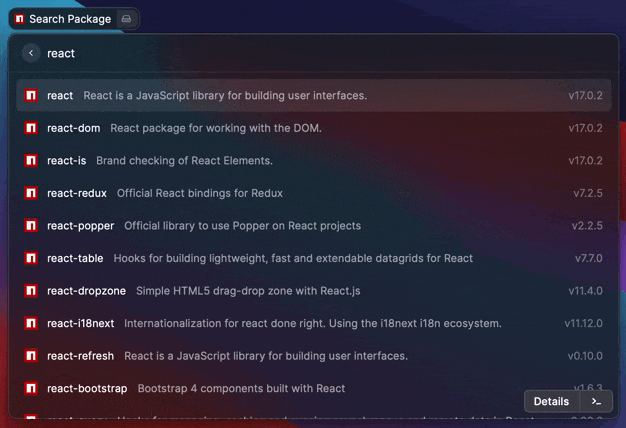 Search Package
react
react React is a JavaScript library for building user interfaces. v17.0.2
react-dom React package for working with the DOM. v17.0.2
react-is Brand checking of React Elements. v17.0.2
react-redux Official React bindings for Redux v7.2.5
react-popper Official library to use Popper on React projects v2.2.5
react-table Hooks for building lightweight, fast and extendable datagrids for React v7.7.0
react-dropzone Simple HTML5 drag-drop zone with React.js v11.4.0
react-i18next Internationalization for react done right. Using the i18next i18n ecosystem. v11.12.0
react-refresh React is a JavaScript library for building user interfaces. v0.10.0
react-bootstrap Bootstrap 4 components built with React v1.6.3
Details